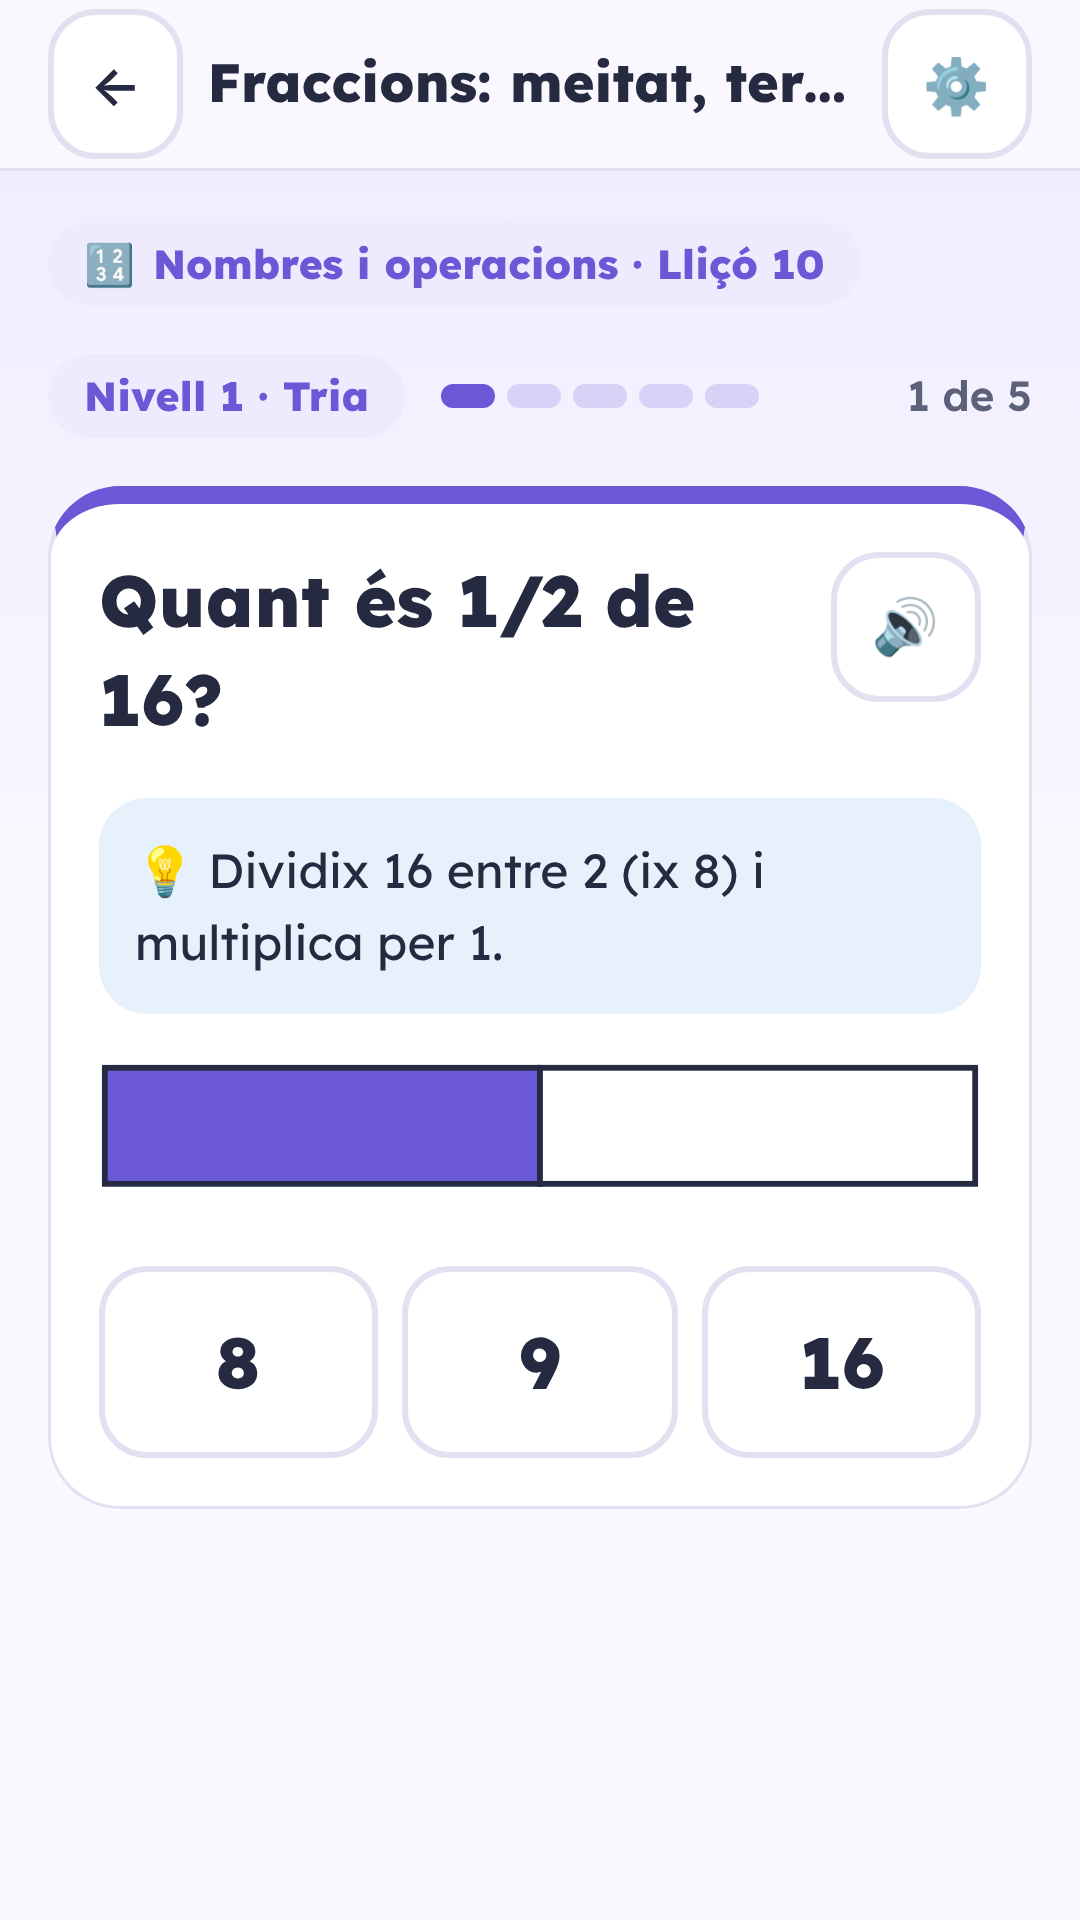 Fraccions: meitat, ter...
Nombres i operacions · Lliçó 10
Nivell 1 · Tria
1 de 5
Quant és 1/2 de
16?
Dividix 16 entre 2 (ix 8) i
multiplica per 1.
8
9
16